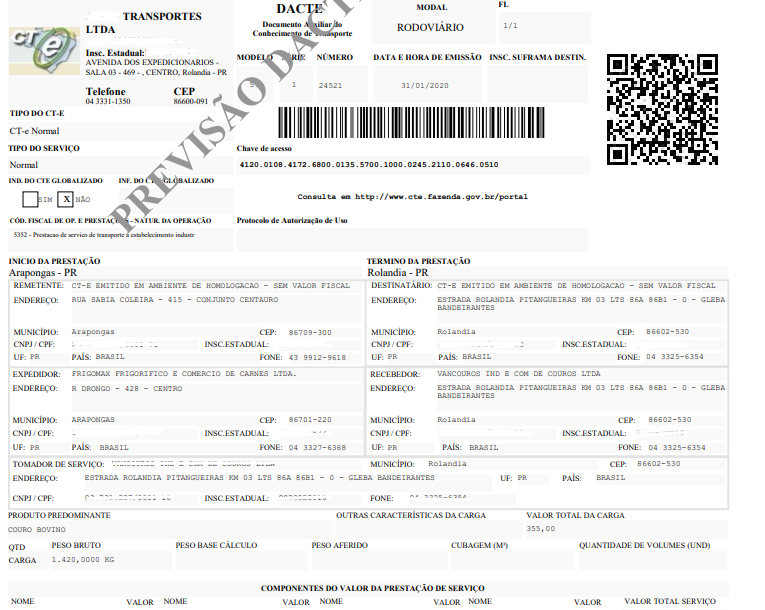 TRANSPORTES
LTDA
Insc. Estadual:
AVENIDA DOS EXPEDICIONARIOS -
SALA 03 - 469 - , CENTRO, Rolandia - PR
Telefone CEP
04 3331-1350 86600-091
DACTE
Documento Auxiliar do
Conhecimento de Transporte
MODAL
RODOVIÁRIO
FL
1/1
MODELO SÉRIE NÚMERO DATA E HORA DE EMISSÃO INSC. SUFRAMA DESTIN.
1 24521 31/01/2020
PREVISÃO DACTE
TIPO DO CT-E
CT-e Normal
TIPO DO SERVIÇO
Normal
Chave de acesso
4120.0108.4172.6800.0135.5700.1000.0245.2110.0646.0510
IND. DO CTE GLOBALIZADO INF. DO CTE GLOBALIZADO
SIM X NÃO
Consulta em http://www.cte.fazenda.gov.br/portal
CÓD. FISCAL DE OP. E PRESTAÇÕES - NATUR. DA OPERAÇÃO
5352 - Prestacao de servico de transporte a estabelecimento industr
Protocolo de Autorização de Uso
INICIO DA PRESTAÇÃO TERMINO DA PRESTAÇÃO
Arapongas - PR Rolandia - PR
REMETENTE: CT-E EMITIDO EM AMBIENTE DE HOMOLOGACAO - SEM VALOR FISCAL
ENDEREÇO: RUA SABIA COLEIRA - 415 - CONJUNTO CENTAURO
MUNICÍPIO: Arapongas CEP: 86709-300
CNPJ / CPF: INSC.ESTADUAL:
UF: PR PAÍS: BRASIL FONE: 43 9912-9618
DESTINATÁRIO: CT-E EMITIDO EM AMBIENTE DE HOMOLOGACAO - SEM VALOR FISCAL
ENDEREÇO: ESTRADA ROLANDIA PITANGUEIRAS KM 03 LTS 86A 86B1 - 0 - GLEBA
BANDEIRANTES
MUNICÍPIO: Rolandia CEP: 86602-530
CNPJ / CPF: INSC.ESTADUAL:
UF: PR PAÍS: BRASIL FONE: 04 3325-6354
EXPEDIDOR: FRIGOMAX FRIGORIFICO E COMERCIO DE CARNES LTDA.
ENDEREÇO: R DRONGO - 428 - CENTRO
MUNICÍPIO: ARAPONGAS CEP: 86701-220
CNPJ / CPF: INSC.ESTADUAL:
UF: PR PAÍS: BRASIL FONE: 04 3327-6368
RECEBEDOR: VANCOUROS IND E COM DE COUROS LTDA
ENDEREÇO: ESTRADA ROLANDIA PITANGUEIRAS KM 03 LTS 86A 86B1 - 0 - GLEBA
BANDEIRANTES
MUNICÍPIO: Rolandia CEP: 86602-530
CNPJ / CPF: INSC.ESTADUAL:
UF: PR PAÍS: BRASIL FONE: 04 3325-6354
TOMADOR DE SERVIÇO: MUNICÍPIO: Rolandia CEP: 86602-530
ENDEREÇO: ESTRADA ROLANDIA PITANGUEIRAS KM 03 LTS 86A 86B1 - 0 - GLEBA BANDEIRANTES UF: PR PAÍS: BRASIL
CNPJ / CPF: INSC.ESTADUAL: FONE:
PRODUTO PREDOMINANTE OUTRAS CARACTERÍSTICAS DA CARGA VALOR TOTAL DA CARGA
COURO BOVINO 355,00
QTD PESO BRUTO PESO BASE CÁLCULO PESO AFERIDO CUBAGEM (M³) QUANTIDADE DE VOLUMES (UND)
CARGA 1.420,0000 KG
COMPONENTES DO VALOR DA PRESTAÇÃO DE SERVIÇO
NOME VALOR NOME VALOR NOME VALOR NOME VALOR VALOR TOTAL SERVIÇO